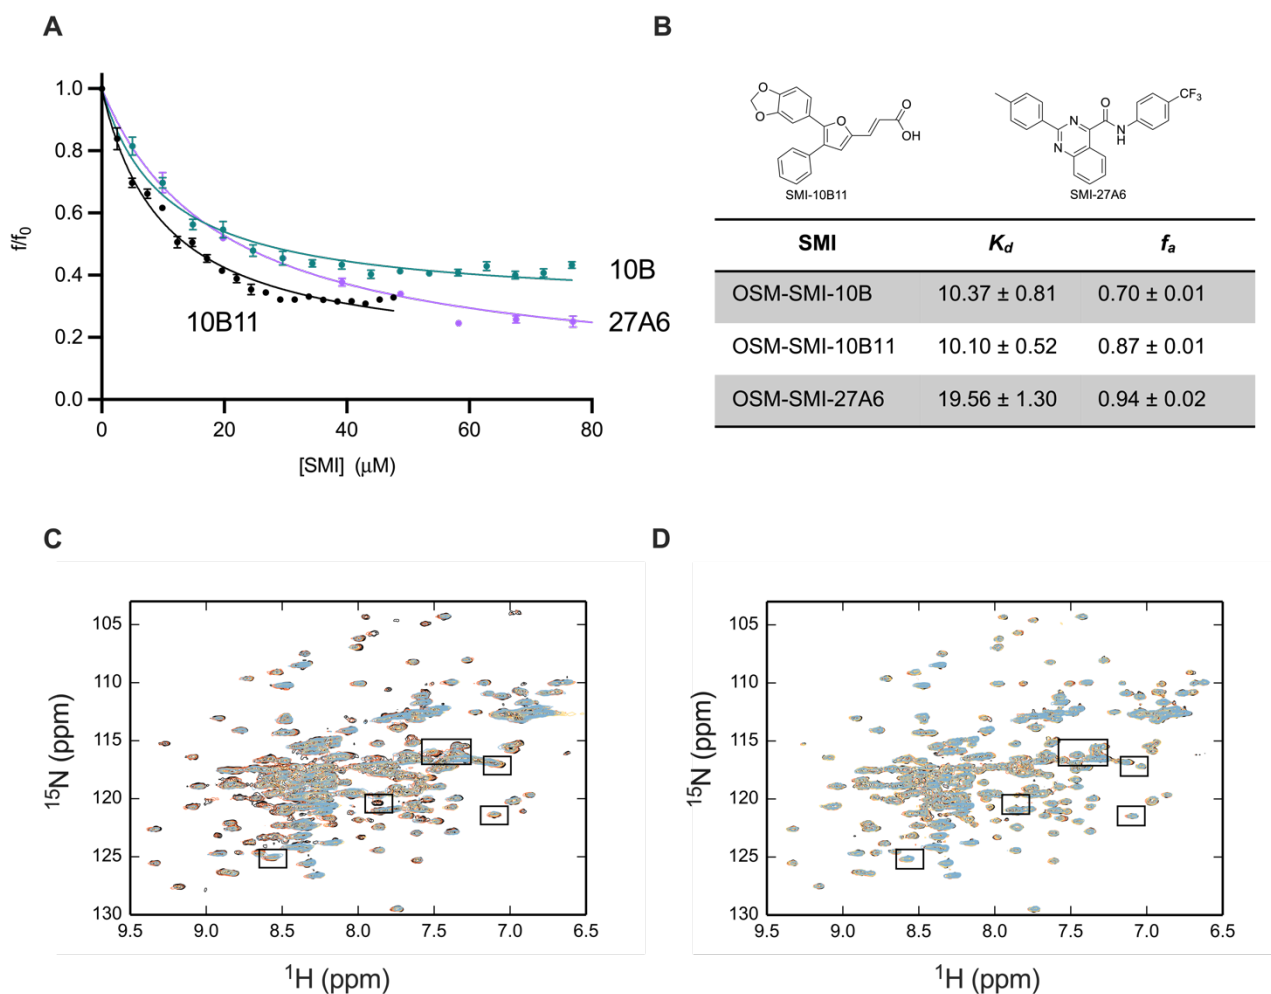 A
1.0
0.8
0.6
0.4
0.2
0.0
f/f0
0
20
40
60
80
[SMI] (μM)
10B
27A6
10B11
B
O
O
O
O
OH
SMI-10B11
N
N
O
N
H
CF3
SMI-27A6
SMI Kd fa
OSM-SMI-10B 10.37 ± 0.81 0.70 ± 0.01
OSM-SMI-10B11 10.10 ± 0.52 0.87 ± 0.01
OSM-SMI-27A6 19.56 ± 1.30 0.94 ± 0.02
C
105
110
115
120
125
130
15N (ppm)
9.5 9.0 8.5 8.0 7.5 7.0 6.5
1H (ppm)
D
105
110
115
120
125
130
15N (ppm)
9.5 9.0 8.5 8.0 7.5 7.0 6.5
1H (ppm)